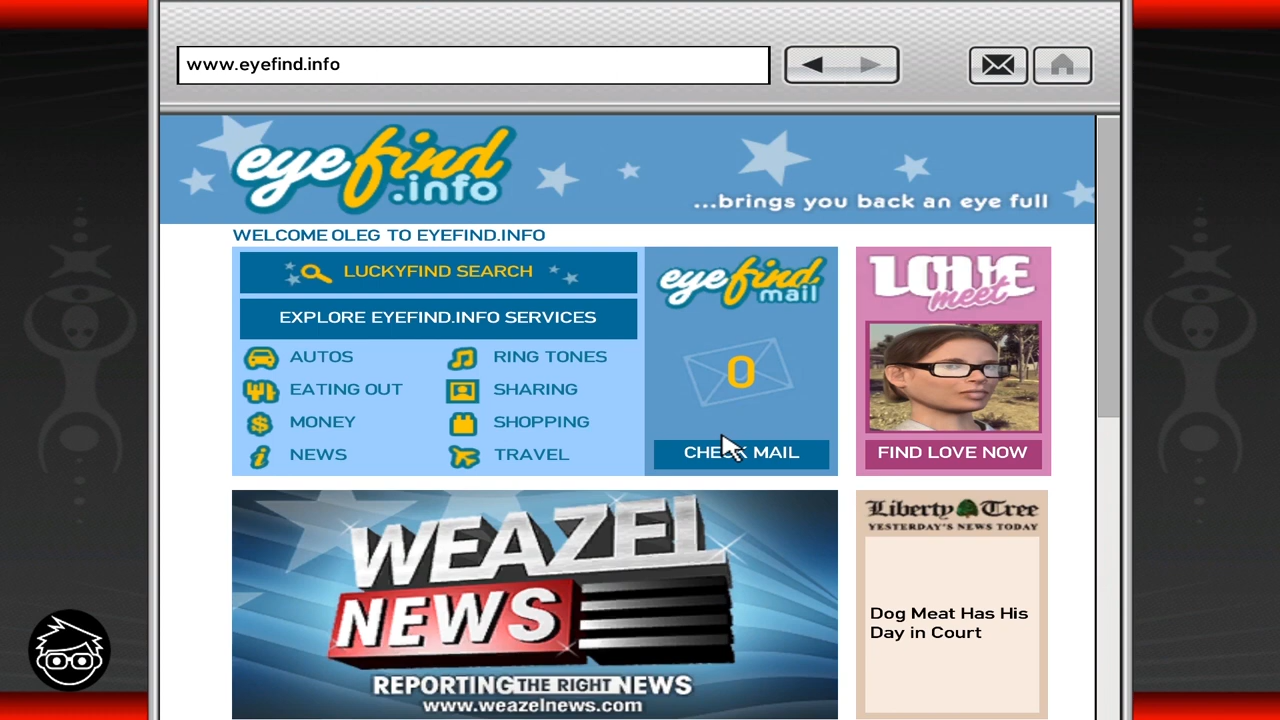 www.eyefind.info
eyefind
.info
...brings you back an eye full
WELCOME OLEG TO EYEFIND.INFO
LUCKYFIND SEARCH
EXPLORE EYEFIND.INFO SERVICES
AUTOS
RING TONES
EATING OUT
SHARING
MONEY
SHOPPING
NEWS
TRAVEL
eyefind
mail
0
CHECK MAIL
LOVE
meet
FIND LOVE NOW
WEAZEL
NEWS
REPORTING THE RIGHT NEWS
www.weazelnews.com
Liberty Tree
YESTERDAY'S NEWS TODAY
Dog Meat Has His
Day in Court